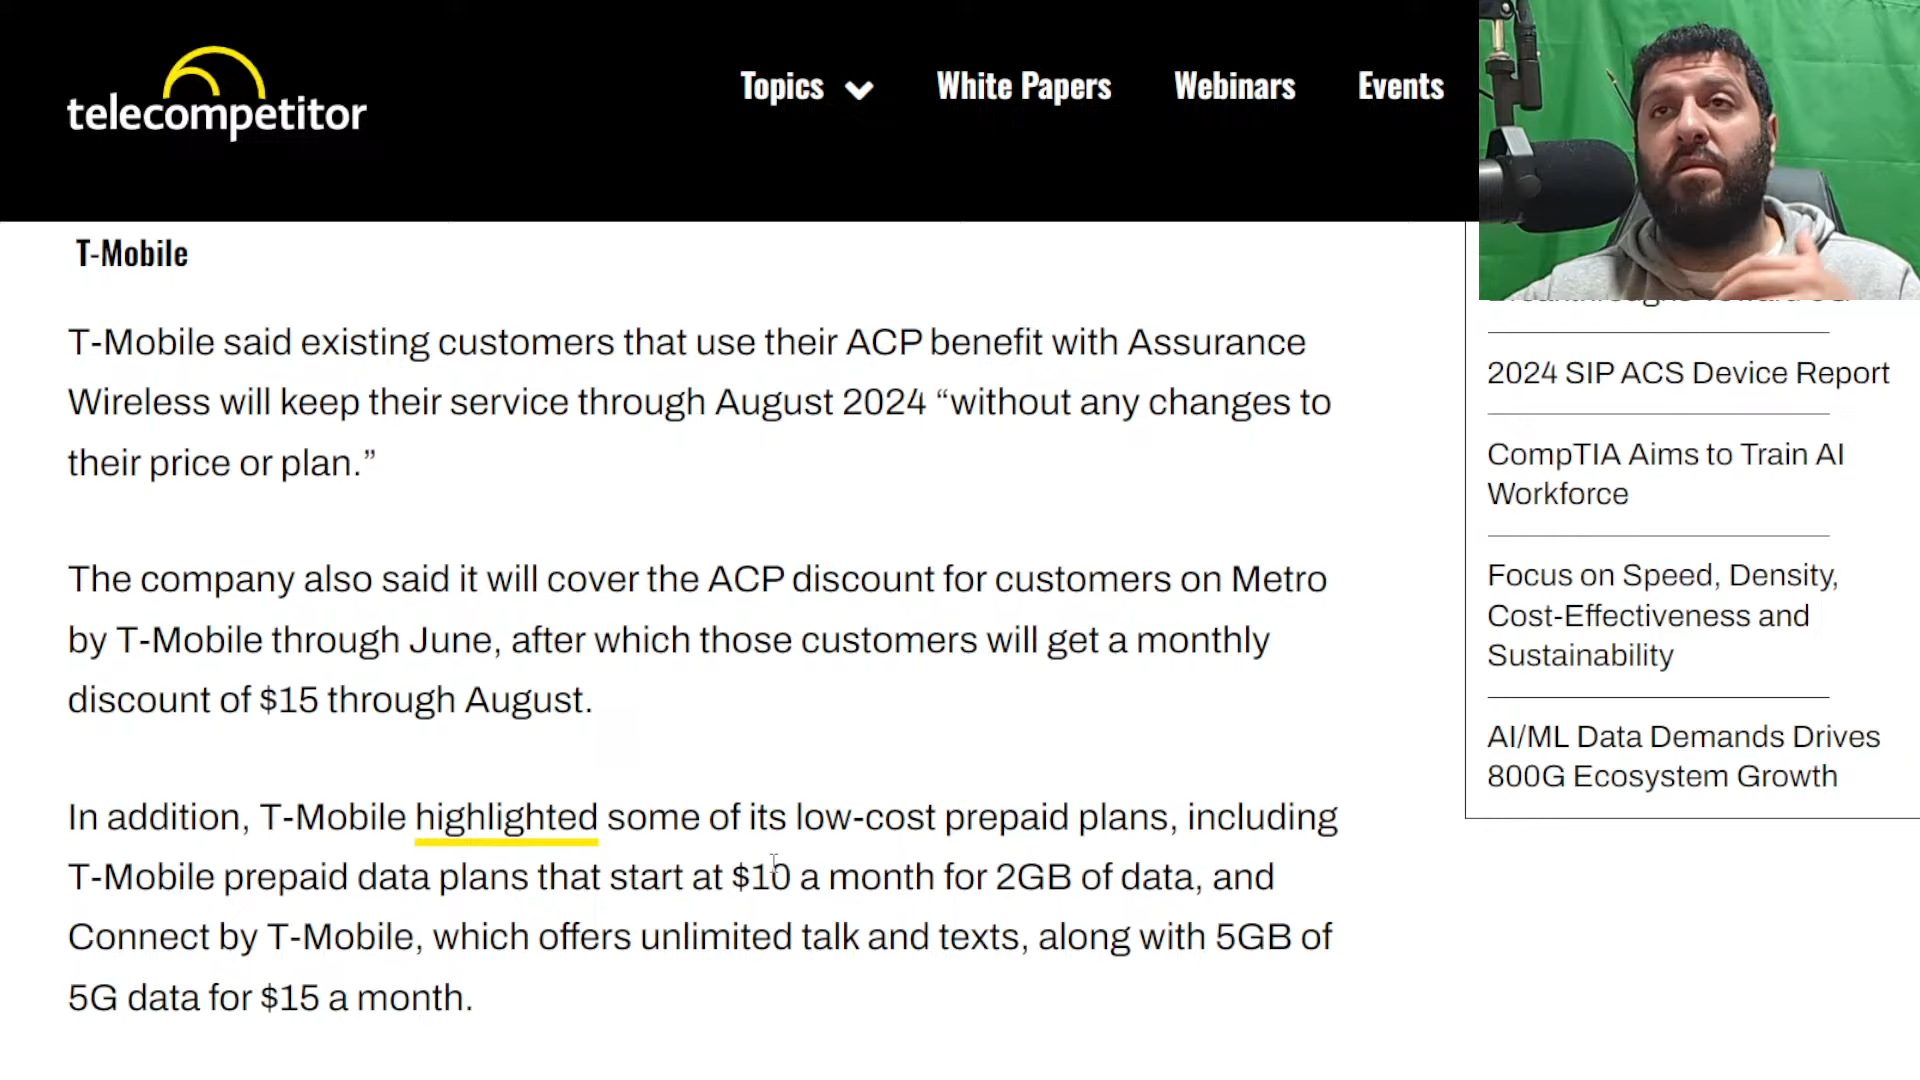 telecompetitor
Topics
White Papers
Webinars
Events
T-Mobile
T-Mobile said existing customers that use their ACP benefit with Assurance
Wireless will keep their service through August 2024 “without any changes to
their price or plan.”
The company also said it will cover the ACP discount for customers on Metro
by T-Mobile through June, after which those customers will get a monthly
discount of $15 through August.
In addition, T-Mobile highlighted some of its low-cost prepaid plans, including
T-Mobile prepaid data plans that start at $10 a month for 2GB of data, and
Connect by T-Mobile, which offers unlimited talk and texts, along with 5GB of
5G data for $15 a month.
2024 SIP ACS Device Report
CompTIA Aims to Train AI
Workforce
Focus on Speed, Density,
Cost-Effectiveness and
Sustainability
AI/ML Data Demands Drives
800G Ecosystem Growth